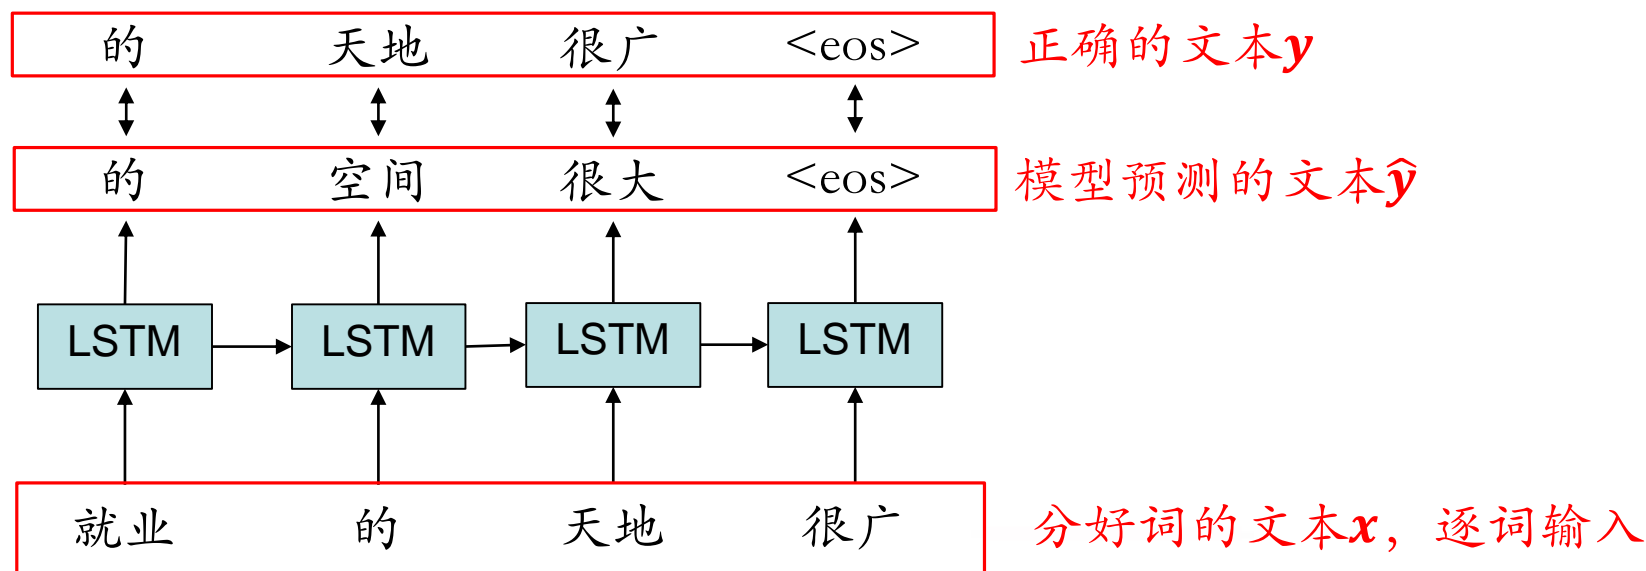 的 天地 很广 <eos> 正确的文本y
的 空间 很大 <eos> 模型预测的文本ŷ
LSTM LSTM LSTM LSTM
就业 的 天地 很广 分好词的文本x，逐词输入